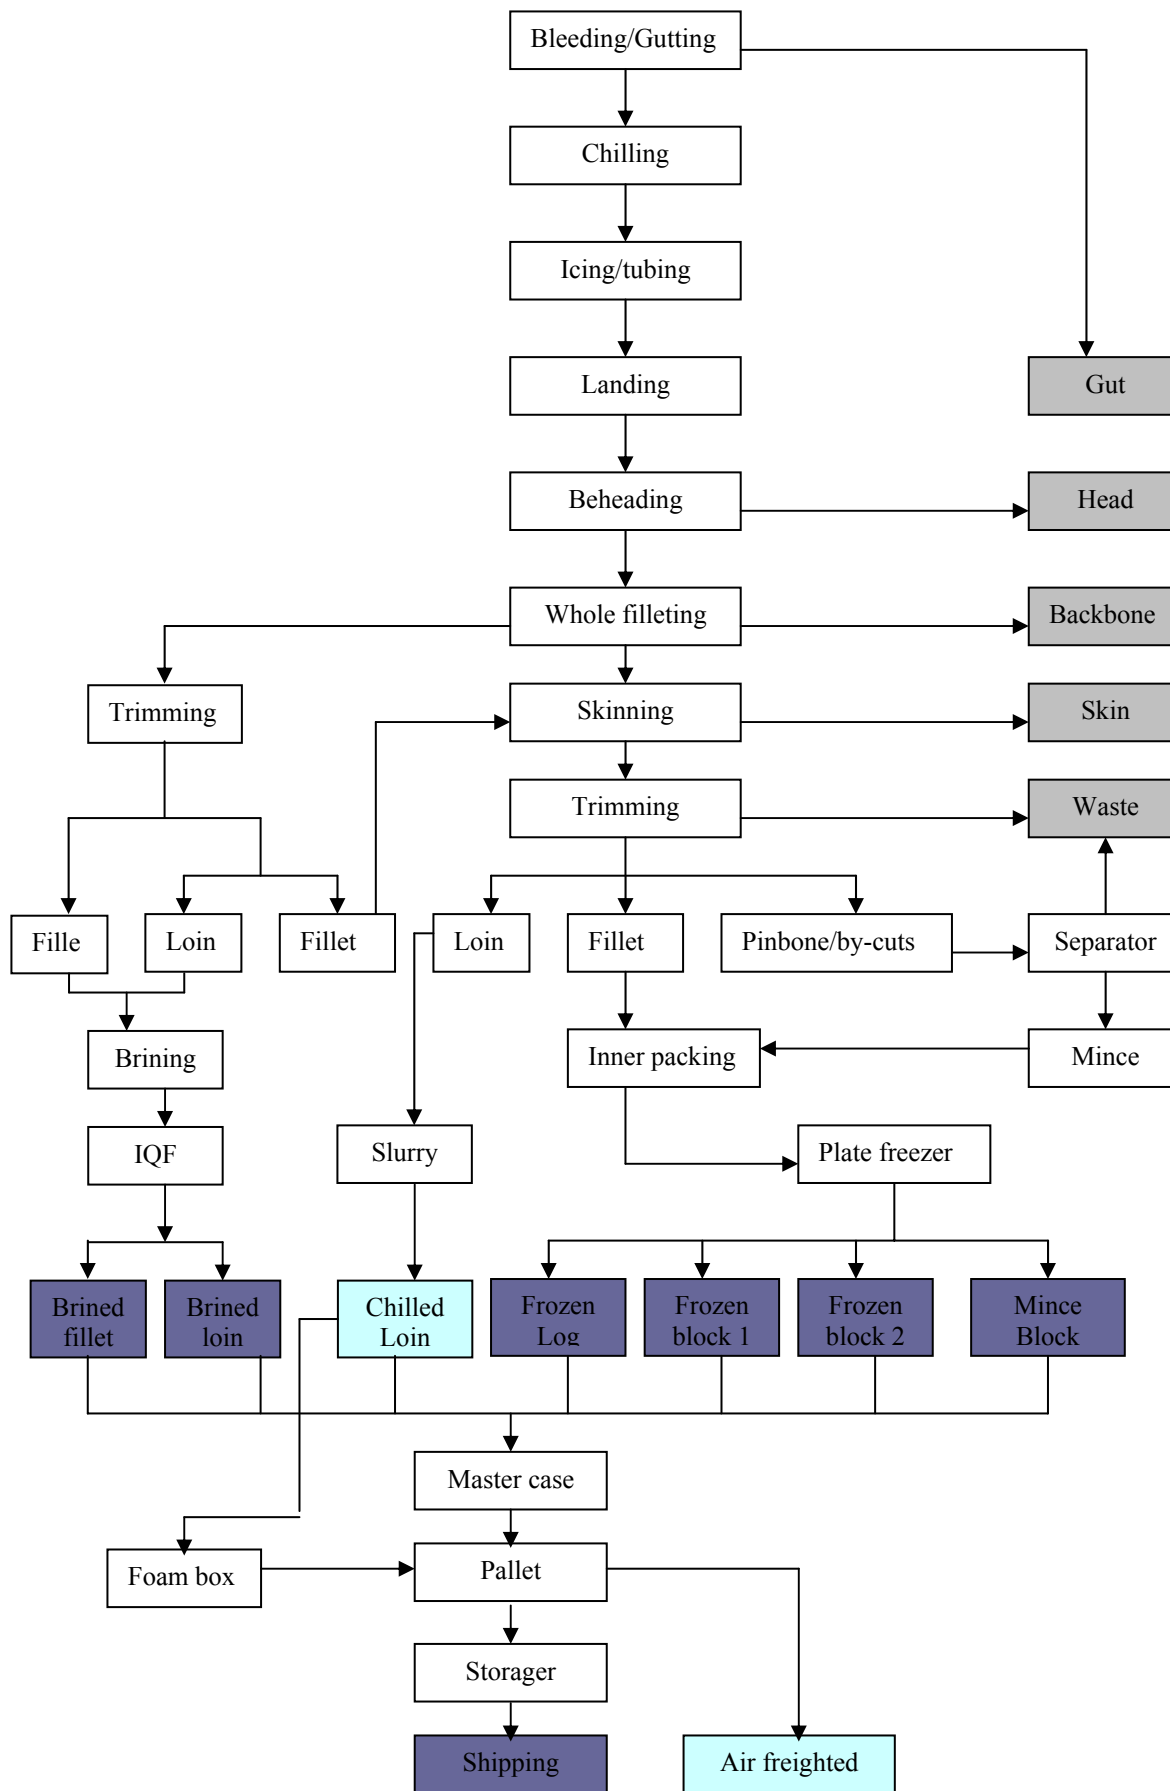 Bleeding/Gutting
Chilling
Icing/tubing
Landing
Gut
Beheading
Head
Whole filleting
Backbone
Trimming
Skinning
Skin
Trimming
Waste
Fille
Loin
Fillet
Loin
Fillet
Pinbone/by-cuts
Separator
Brining
Inner packing
Mince
IQF
Slurry
Plate freezer
Brined
fillet
Brined
loin
Chilled
Loin
Frozen
Log
Frozen
block 1
Frozen
block 2
Mince
Block
Master case
Foam box
Pallet
Storager
Shipping
Air freighted